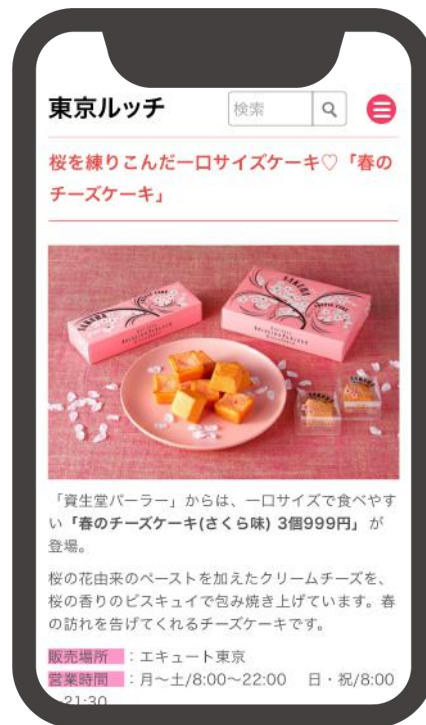 東京ルッチ
検索
桜を練りこんだ一口サイズケーキ♡「春の
チーズケーキ」
「資生堂パーラー」からは、一口サイズで食べやす
い「春のチーズケーキ(さくら味) 3個999円」が
登場。
桜の花由来のペーストを加えたクリームチーズを、
桜の香りのビスキュイで包み焼き上げています。春
の訪れを告げてくれるチーズケーキです。
販売場所　：エキュート東京
営業時間　：月〜土/8:00〜22:00　日・祝/8:00
〜21:30